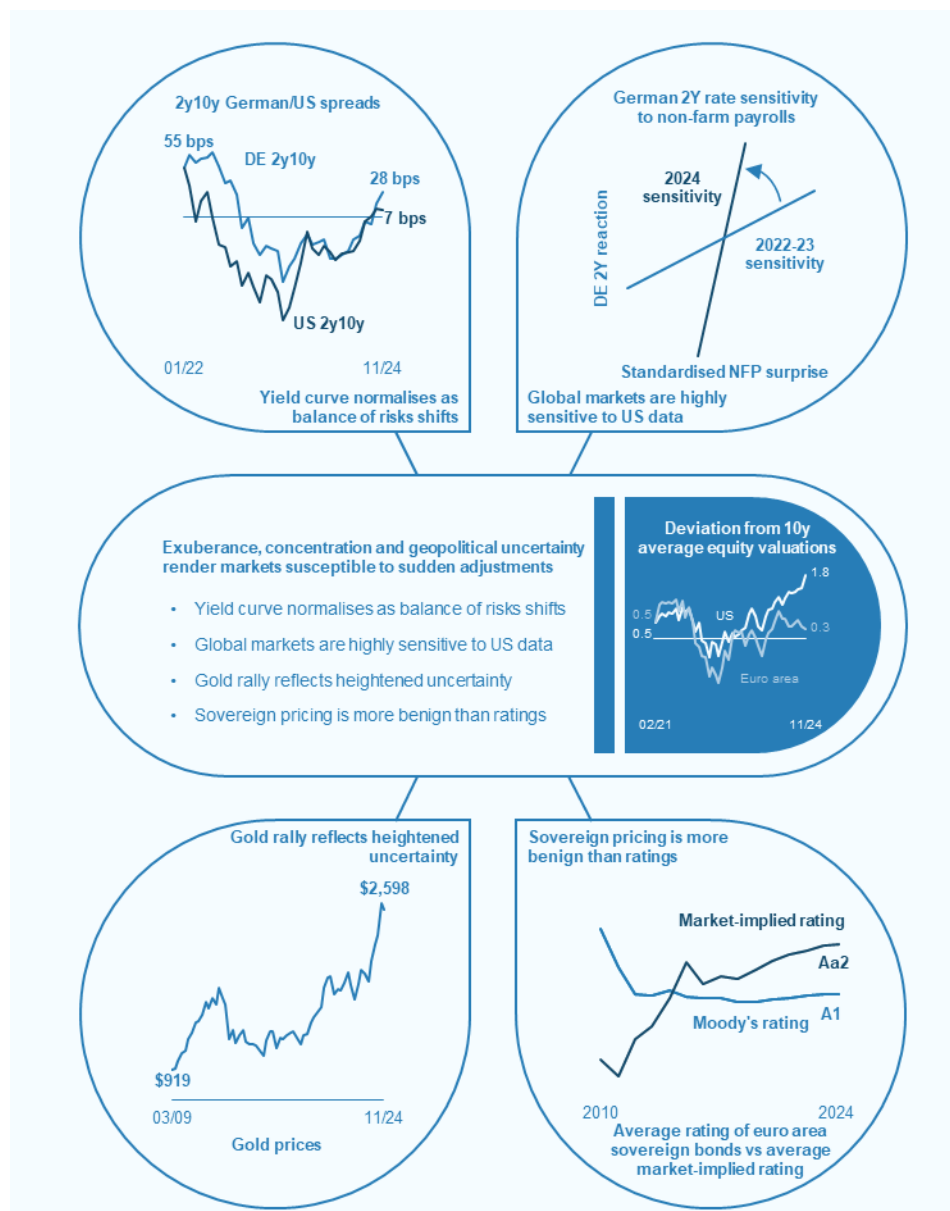 2y10y German/US spreads
55 bps
DE 2y10y
28 bps
7 bps
US 2y10y
01/22
11/24
Yield curve normalises as
balance of risks shifts
German 2Y rate sensitivity
to non-farm payrolls
2024
sensitivity
DE 2Y reaction
2022-23
sensitivity
Standardised NFP surprise
Global markets are highly
sensitive to US data
Exuberance, concentration and geopolitical uncertainty
render markets susceptible to sudden adjustments
• Yield curve normalises as balance of risks shifts
• Global markets are highly sensitive to US data
• Gold rally reflects heightened uncertainty
• Sovereign pricing is more benign than ratings
Deviation from 10y
average equity valuations
1.8
0.5
US
0.5
0.3
Euro area
02/21
11/24
Gold rally reflects heightened
uncertainty
$2,598
$919
03/09
11/24
Gold prices
Sovereign pricing is more
benign than ratings
Market-implied rating
Aa2
Moody's rating
A1
2010
2024
Average rating of euro area
sovereign bonds vs average
market-implied rating